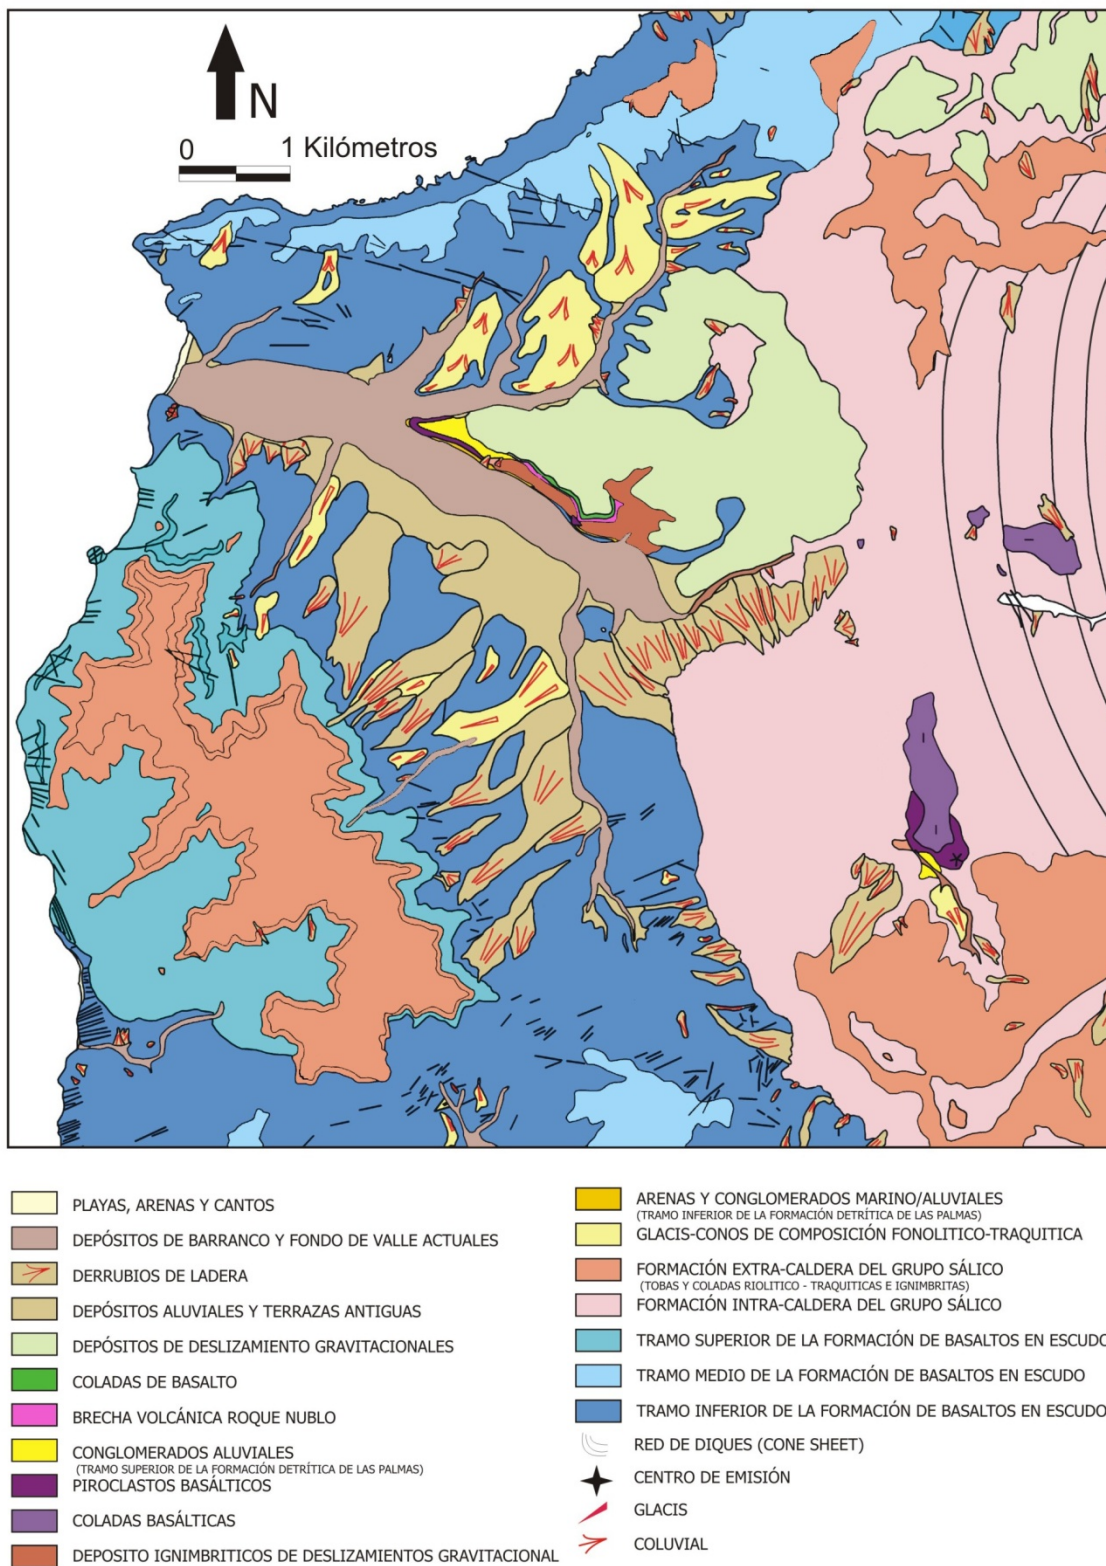 N
0 1 Kilómetros
PLAYAS, ARENAS Y CANTOS
DEPÓSITOS DE BARRANCO Y FONDO DE VALLE ACTUALES
DERRUBIOS DE LADERA
DEPÓSITOS ALUVIALES Y TERRAZAS ANTIGUAS
DEPÓSITOS DE DESLIZAMIENTO GRAVITACIONALES
COLADAS DE BASALTO
BRECHA VOLCÁNICA ROQUE NUBLO
CONGLOMERADOS ALUVIALES
(TRAMO SUPERIOR DE LA FORMACIÓN DETRÍTICA DE LAS PALMAS)
PIROCLASTOS BASÁLTICOS
COLADAS BASÁLTICAS
DEPOSITO IGNIMBRITICOS DE DESLIZAMIENTOS GRAVITACIONAL
ARENAS Y CONGLOMERADOS MARINO/ALUVIALES
(TRAMO INFERIOR DE LA FORMACIÓN DETRÍTICA DE LAS PALMAS)
GLACIS-CONOS DE COMPOSICIÓN FONOLITICO-TRAQUITICA
FORMACIÓN EXTRA-CALDERA DEL GRUPO SÁLICO
(TOBAS Y COLADAS RIOLITICO - TRAQUITICAS E IGNIMBRITAS)
FORMACIÓN INTRA-CALDERA DEL GRUPO SÁLICO
TRAMO SUPERIOR DE LA FORMACIÓN DE BASALTOS EN ESCUDO
TRAMO MEDIO DE LA FORMACIÓN DE BASALTOS EN ESCUDO
TRAMO INFERIOR DE LA FORMACIÓN DE BASALTOS EN ESCUDO
RED DE DIQUES (CONE SHEET)
CENTRO DE EMISIÓN
GLACIS
COLUVIAL